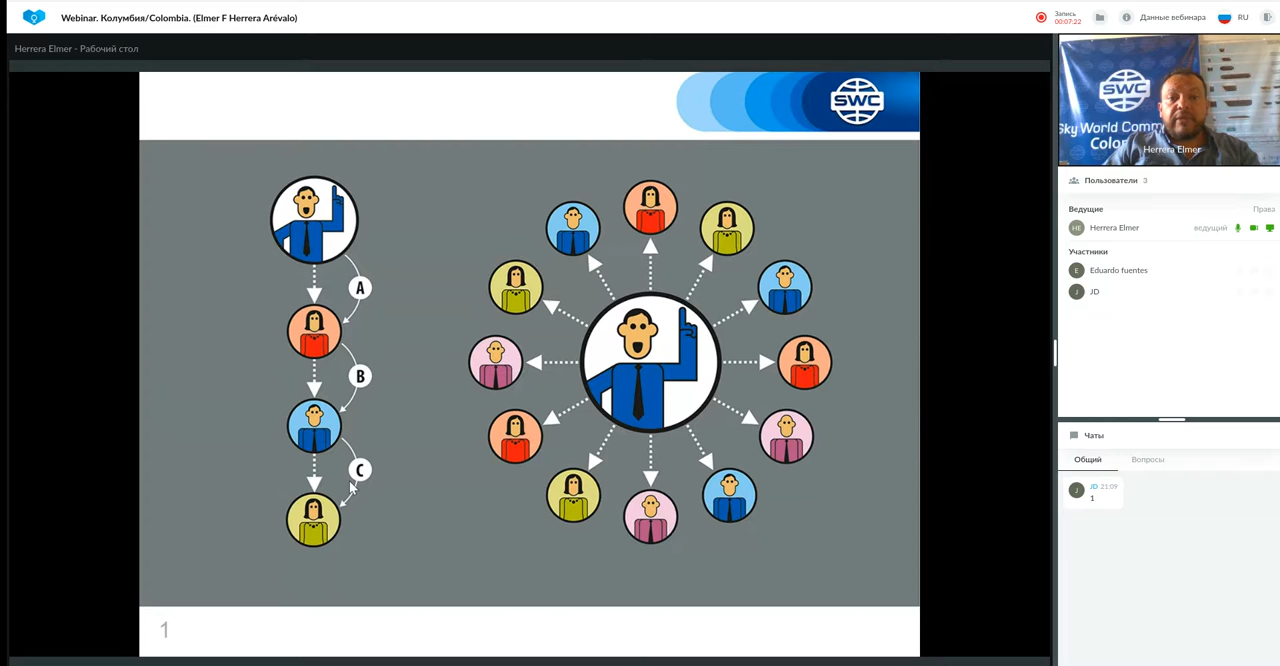 Webinar. Колумбия/Colombia. (Elmer F Herrera Arévalo)
Запись
00:07:22
Данные вебинара
RU
Herrera Elmer - Рабочий стол
SWC
A
B
C
1
SWC
Sky World Comm
Colo
Herrera Elmer
Пользователи 3
Ведущие Права
HE Herrera Elmer ведущий
Участники
E Eduardo fuentes
J JD
Чаты
Общий Вопросы
J JD 21:09
1